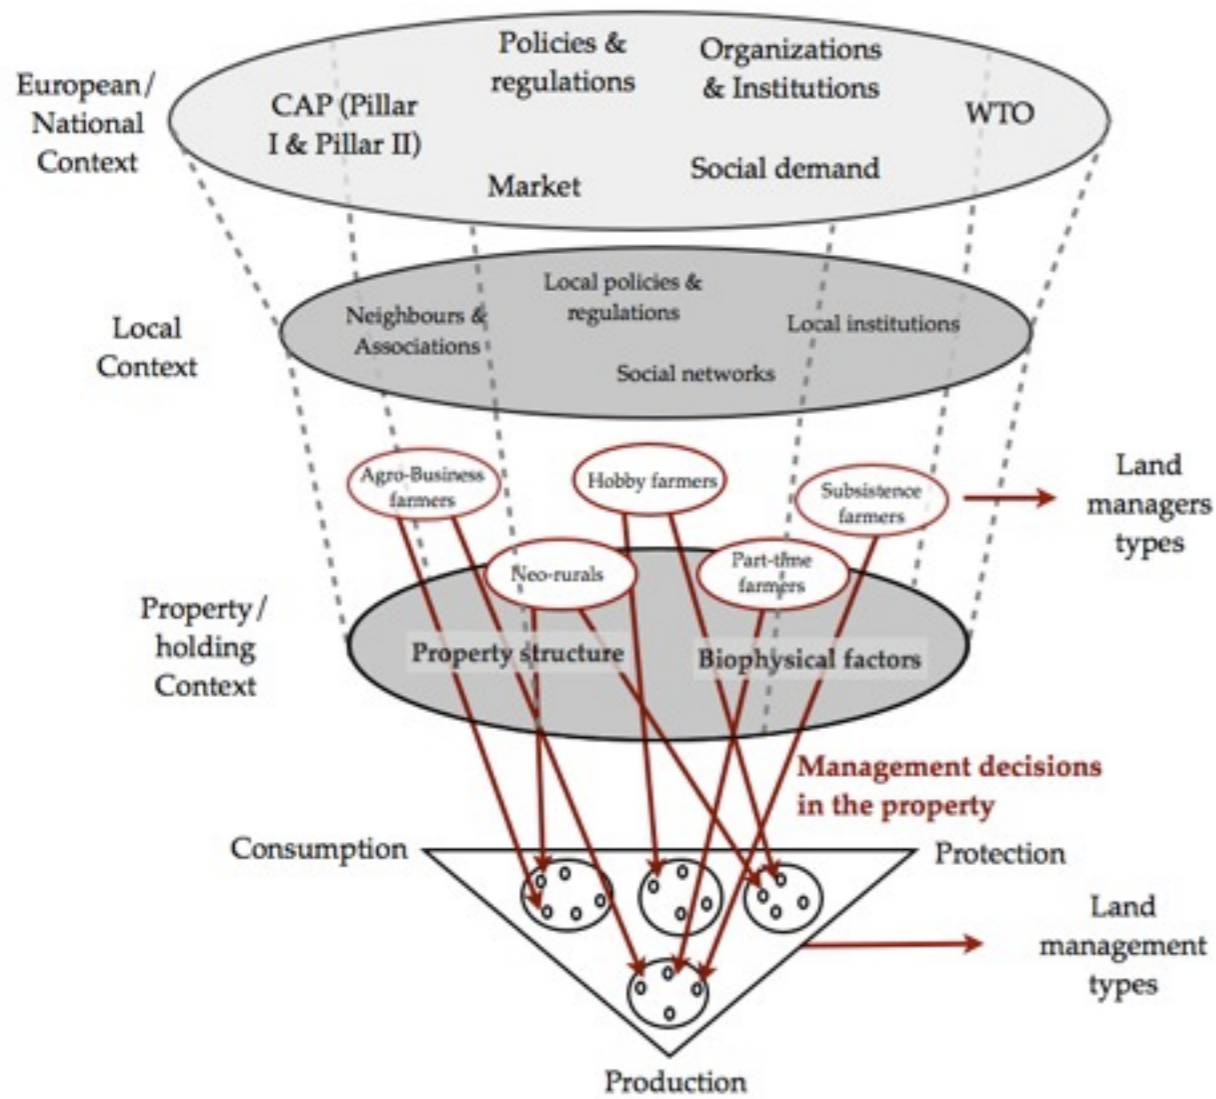 European/
National
Context
CAP (Pillar
I & Pillar II)
Policies &
regulations
Organizations
& Institutions
WTO
Market
Social demand
Local
Context
Neighbours &
Associations
Local policies &
regulations
Local institutions
Social networks
Agro-Business
farmers
Hobby farmers
Subsistence
farmers
Land
managers
types
Neo-rurals
Part-time
farmers
Property/
holding
Context
Property structure
Biophysical factors
Management decisions
in the property
Consumption
Protection
Land
management
types
Production